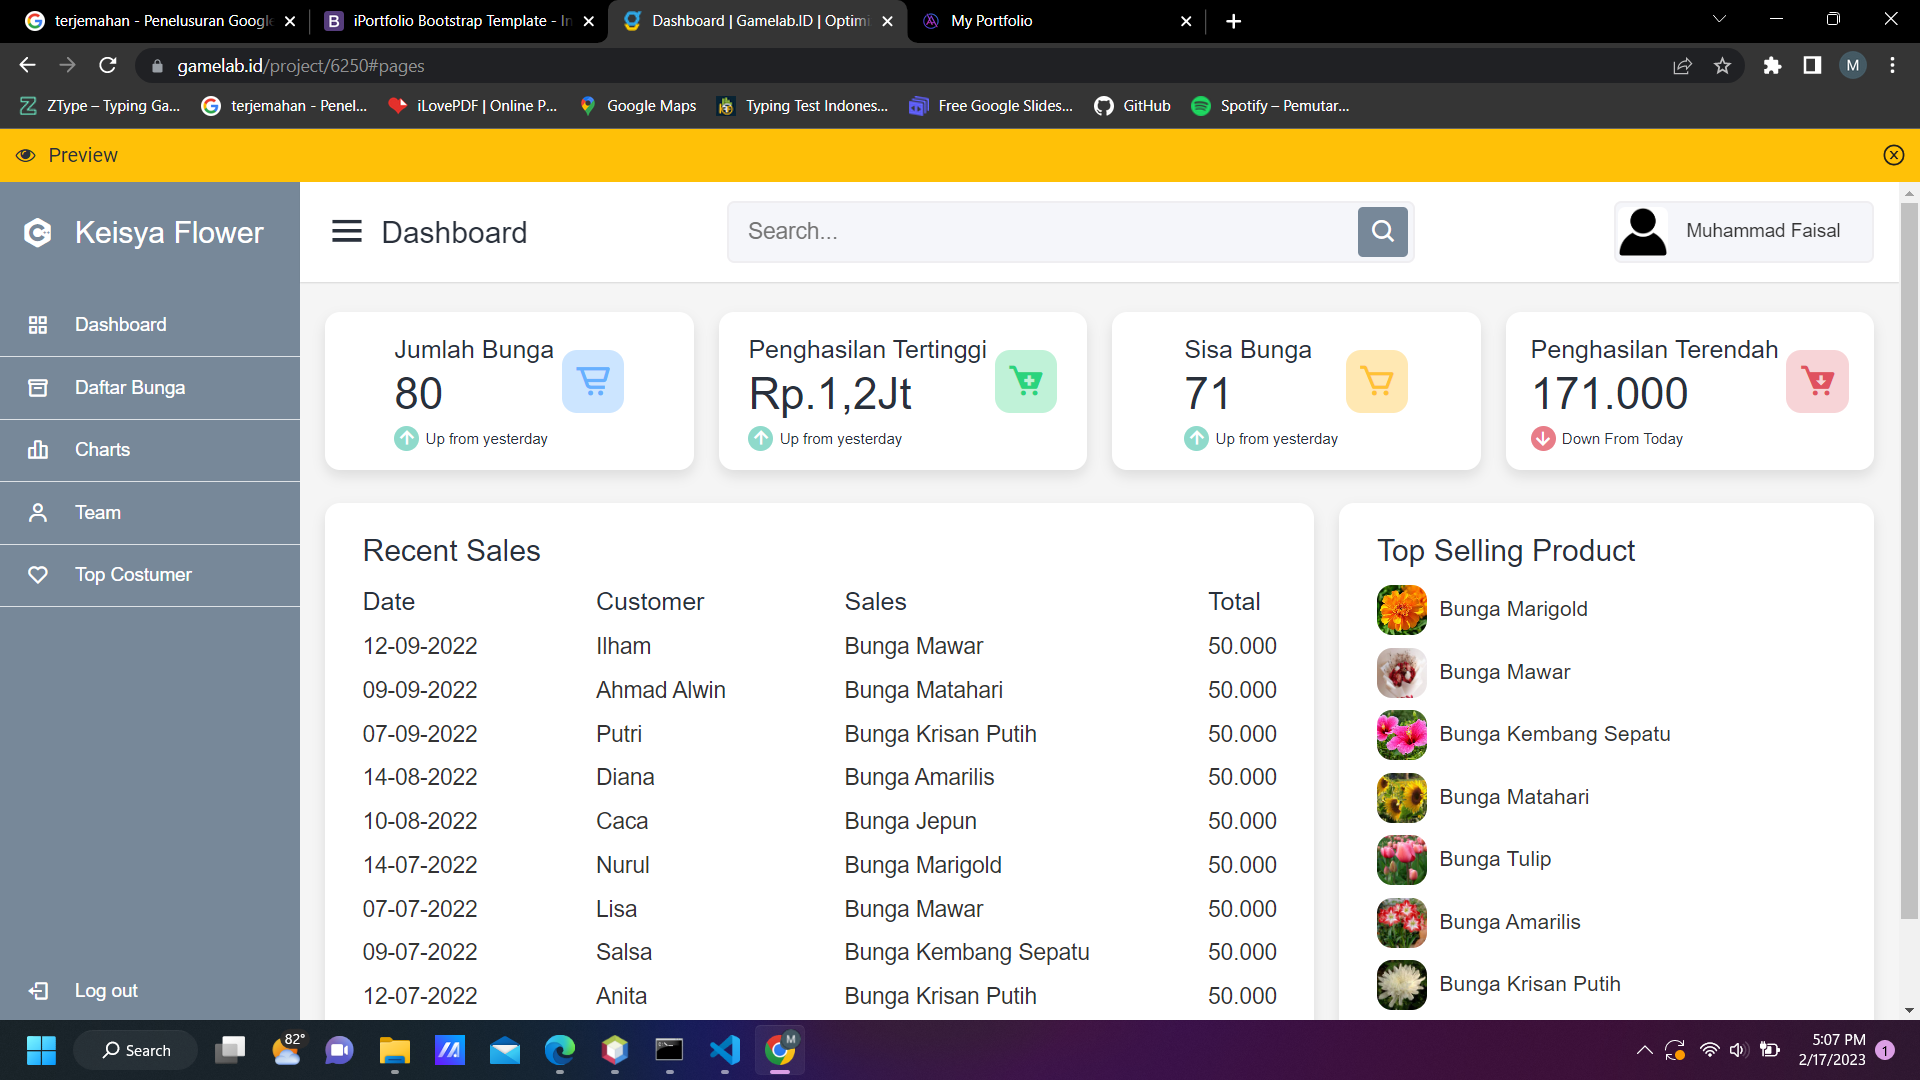 terjemahan - Penelusuran Google
iPortfolio Bootstrap Template - In
Dashboard | Gamelab.ID | Optimi
My Portfolio
gamelab.id/project/6250#pages
M
ZType – Typing Ga...
terjemahan - Penel...
iLovePDF | Online P...
Google Maps
Typing Test Indones...
Free Google Slides...
GitHub
Spotify – Pemutar...
Preview
Keisya Flower
Dashboard
Search...
Muhammad Faisal
Dashboard
Daftar Bunga
Charts
Team
Top Costumer
Log out
Jumlah Bunga
80
Up from yesterday
Penghasilan Tertinggi
Rp.1,2Jt
Up from yesterday
Sisa Bunga
71
Up from yesterday
Penghasilan Terendah
171.000
Down From Today
Recent Sales
Date Customer Sales Total
12-09-2022 Ilham Bunga Mawar 50.000
09-09-2022 Ahmad Alwin Bunga Matahari 50.000
07-09-2022 Putri Bunga Krisan Putih 50.000
14-08-2022 Diana Bunga Amarilis 50.000
10-08-2022 Caca Bunga Jepun 50.000
14-07-2022 Nurul Bunga Marigold 50.000
07-07-2022 Lisa Bunga Mawar 50.000
09-07-2022 Salsa Bunga Kembang Sepatu 50.000
12-07-2022 Anita Bunga Krisan Putih 50.000
Top Selling Product
Bunga Marigold
Bunga Mawar
Bunga Kembang Sepatu
Bunga Matahari
Bunga Tulip
Bunga Amarilis
Bunga Krisan Putih
Search
82°
M
5:07 PM
2/17/2023
1